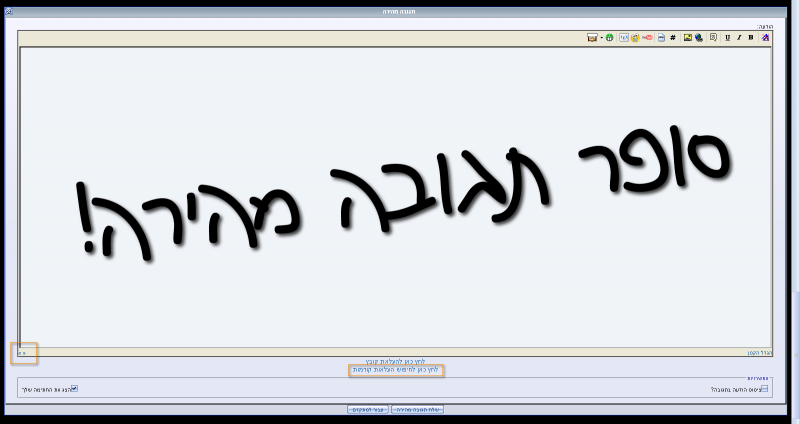 תגובה מהירה
הודעה:
סופר תגובה מהירה!
הגדל הקטן
לחץ כאן להעלאת קובץ
לחץ כאן לחיפוש העלאות קודמות
אפשרויות
ציטוט הודעה בתגובה?
הצג את החתימה שלך
שלח תגובה מהירה
עבור למתקדם